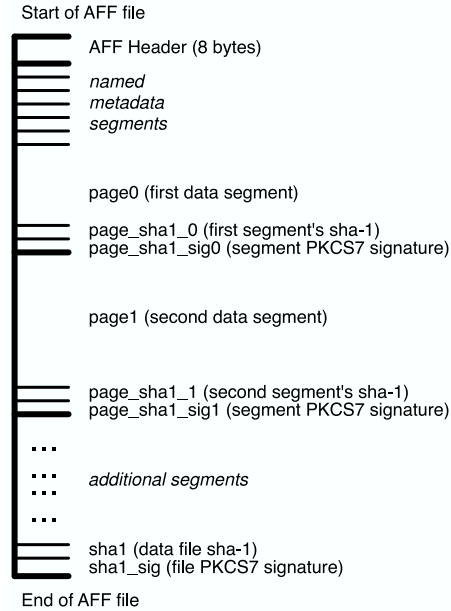 Start of AFF file
AFF Header (8 bytes)
named
metadata
segments
page0 (first data segment)
page_sha1_0 (first segment's sha-1)
page_sha1_sig0 (segment PKCS7 signature)
page1 (second data segment)
page_sha1_1 (second segment's sha-1)
page_sha1_sig1 (segment PKCS7 signature)
...
...
additional segments
...
...
sha1 (data file sha-1)
sha1_sig (file PKCS7 signature)
End of AFF file